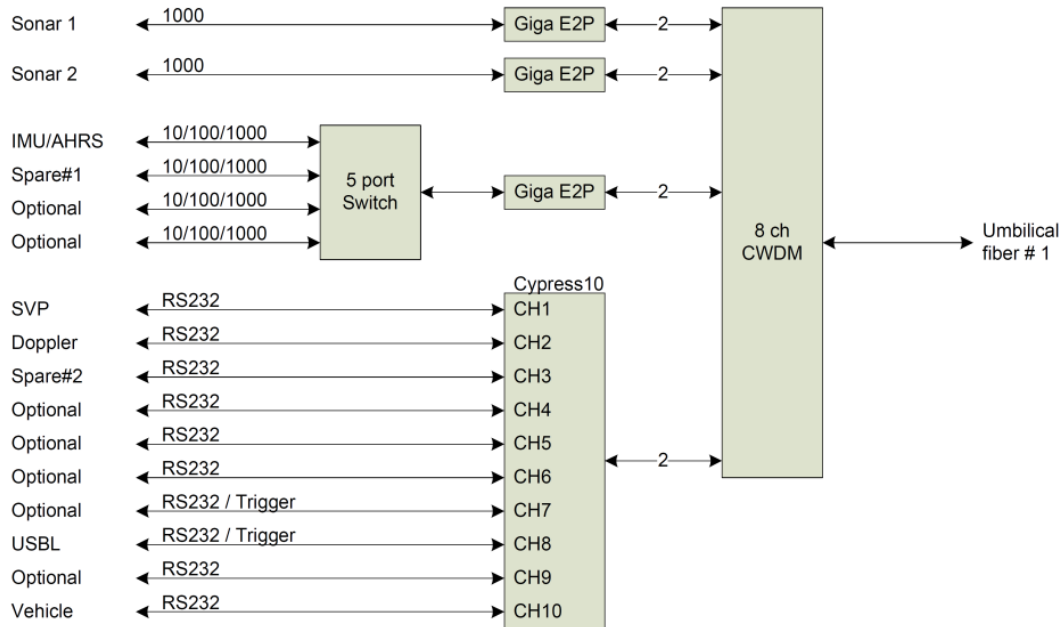 Sonar 1 1000 Giga E2P 2
Sonar 2 1000 Giga E2P 2
IMU/AHRS 10/100/1000
Spare#1 10/100/1000
Optional 10/100/1000
Optional 10/100/1000
5 port
Switch
Giga E2P 2
8 ch
CWDM
Umbilical
fiber # 1
Cypress10
SVP RS232 CH1
Doppler RS232 CH2
Spare#2 RS232 CH3
Optional RS232 CH4
Optional RS232 CH5
Optional RS232 CH6
2
Optional RS232 / Trigger CH7
USBL RS232 / Trigger CH8
Optional RS232 CH9
Vehicle RS232 CH10